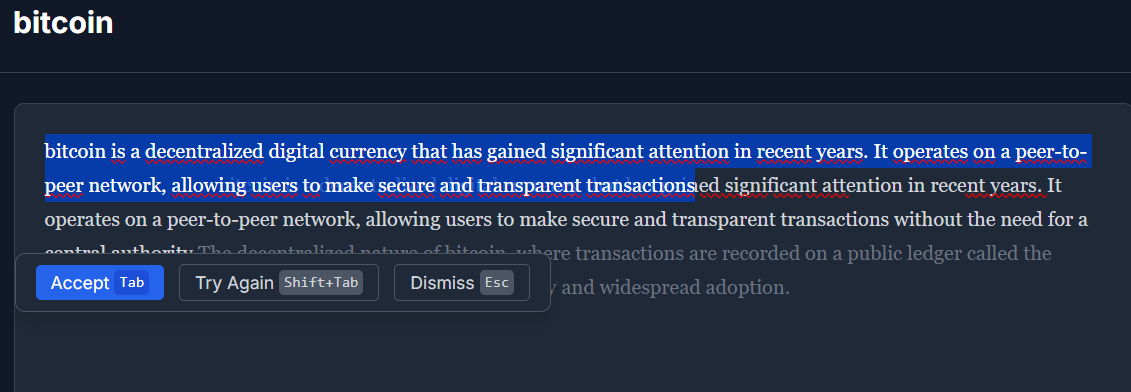 bitcoin
bitcoin is a decentralized digital currency that has gained significant attention in recent years. It operates on a peer-to-
peer network, allowing users to make secure and transparent transactions ned significant attention in recent years. It
operates on a peer-to-peer network, allowing users to make secure and transparent transactions without the need for a
central authority. The decentralized nature of bitcoin, where transactions are recorded on a public ledger called the
y and widespread adoption.
Accept Tab Try Again Shift+Tab Dismiss Esc